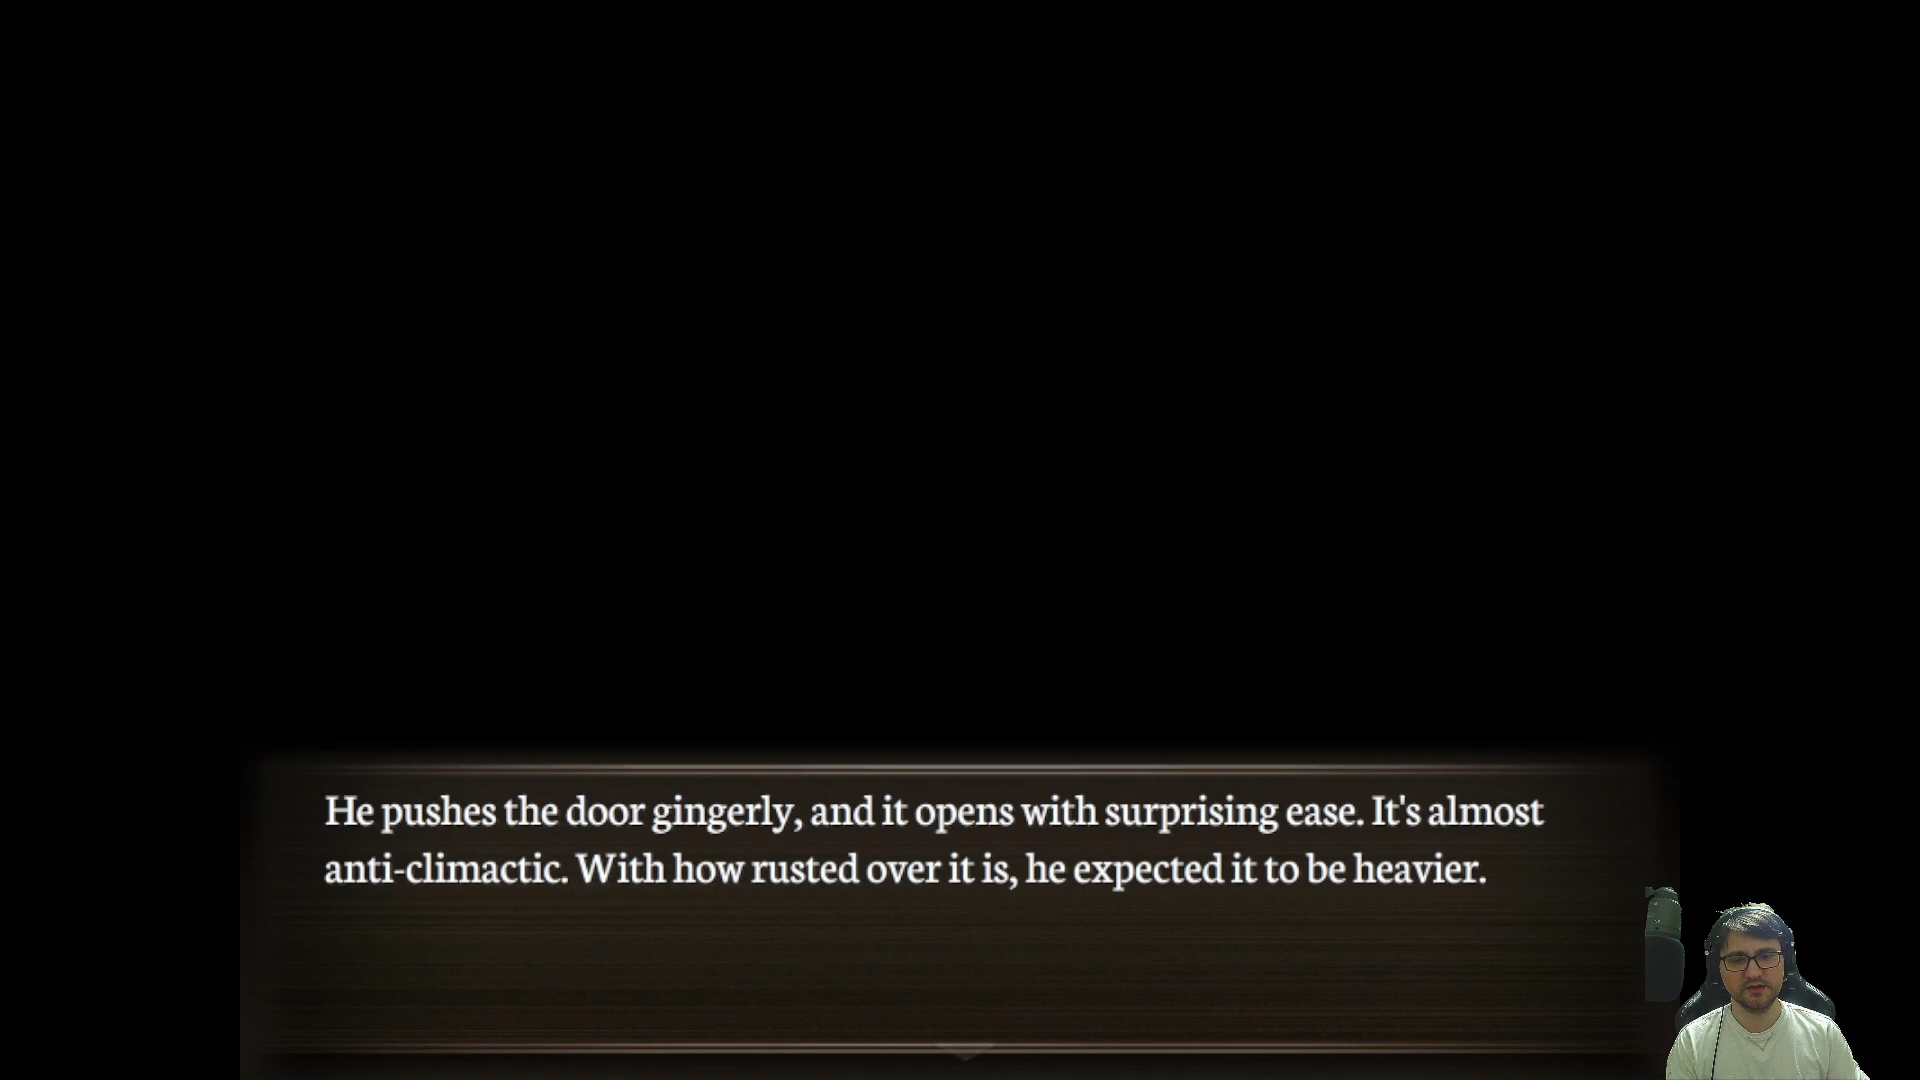 He pushes the door gingerly, and it opens with surprising ease. It's almost
anti-climactic. With how rusted over it is, he expected it to be heavier.